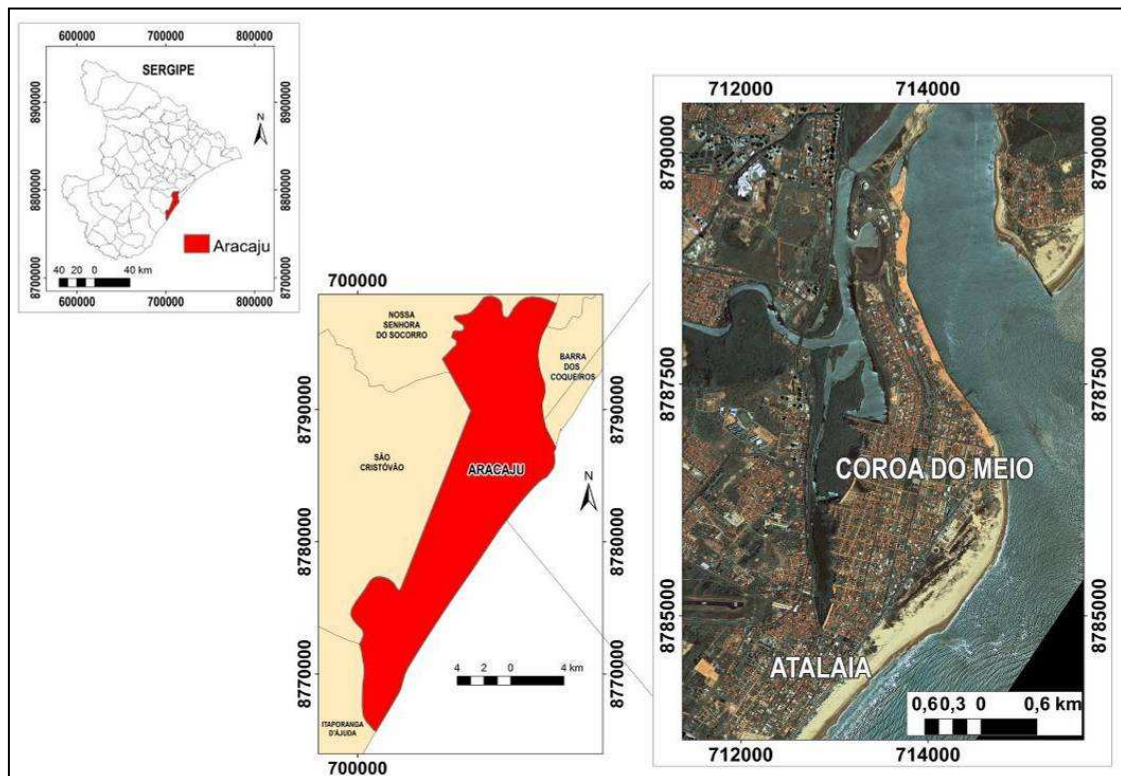 600000 700000 800000
SERGIPE
8900000
8900000
N
8800000
8800000
Aracaju
40 20 0 40 km
8700000
8700000
600000 700000 800000
700000
NOSSA
SENHORA
DO SOCORRO
BARRA
DOS
COQUEIROS
8790000
8790000
SÃO
CRISTÓVÃO
ARACAJU
N
8780000
8780000
4 2 0 4 km
8770000
8770000
ITAPORANGA
D'ÁJUDA
700000
712000 714000
8790000
8790000
8787500
8787500
COROA DO MEIO
8785000
8785000
ATALAIA
0,6 0,3 0 0,6 km
712000 714000